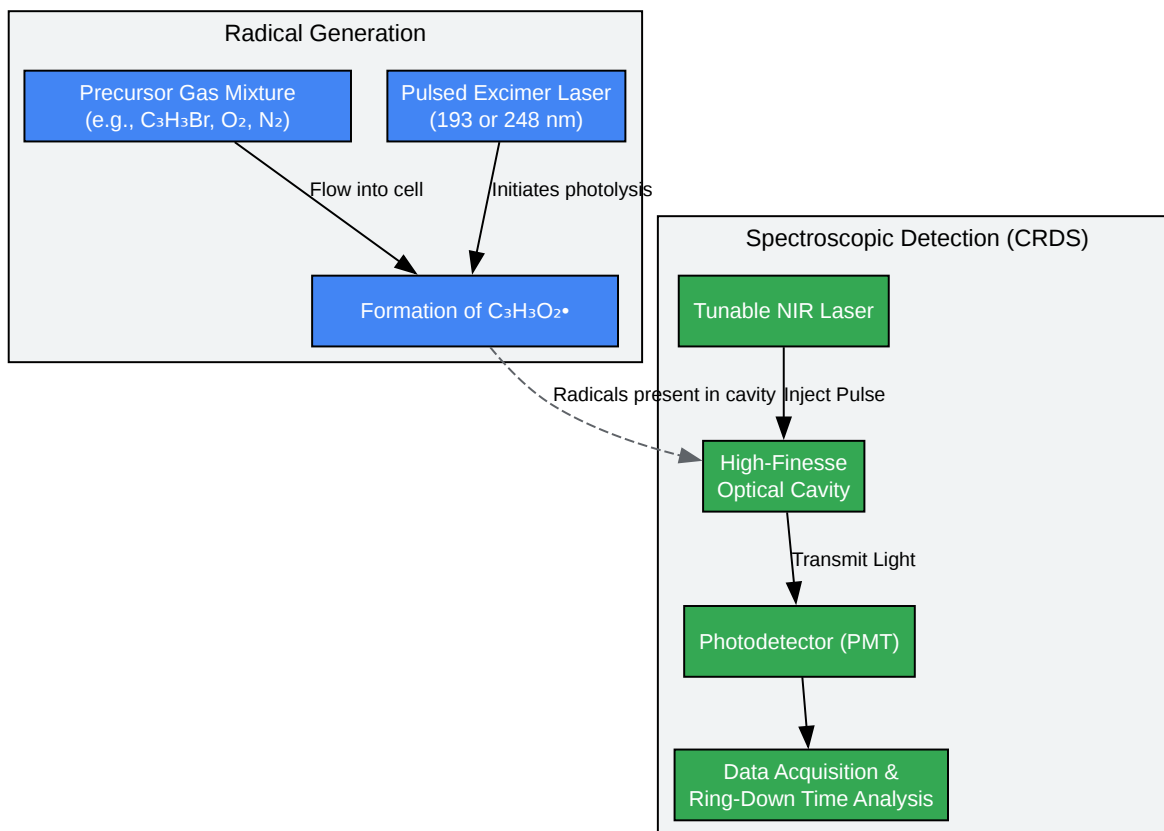 Radical Generation
Precursor Gas Mixture
(e.g., C₃H₃Br, O₂, N₂)
Pulsed Excimer Laser
(193 or 248 nm)
Flow into cell
Initiates photolysis
Formation of C₃H₃O₂•
Spectroscopic Detection (CRDS)
Tunable NIR Laser
Radicals present in cavity
Inject Pulse
High-Finesse
Optical Cavity
Transmit Light
Photodetector (PMT)
Data Acquisition &
Ring-Down Time Analysis